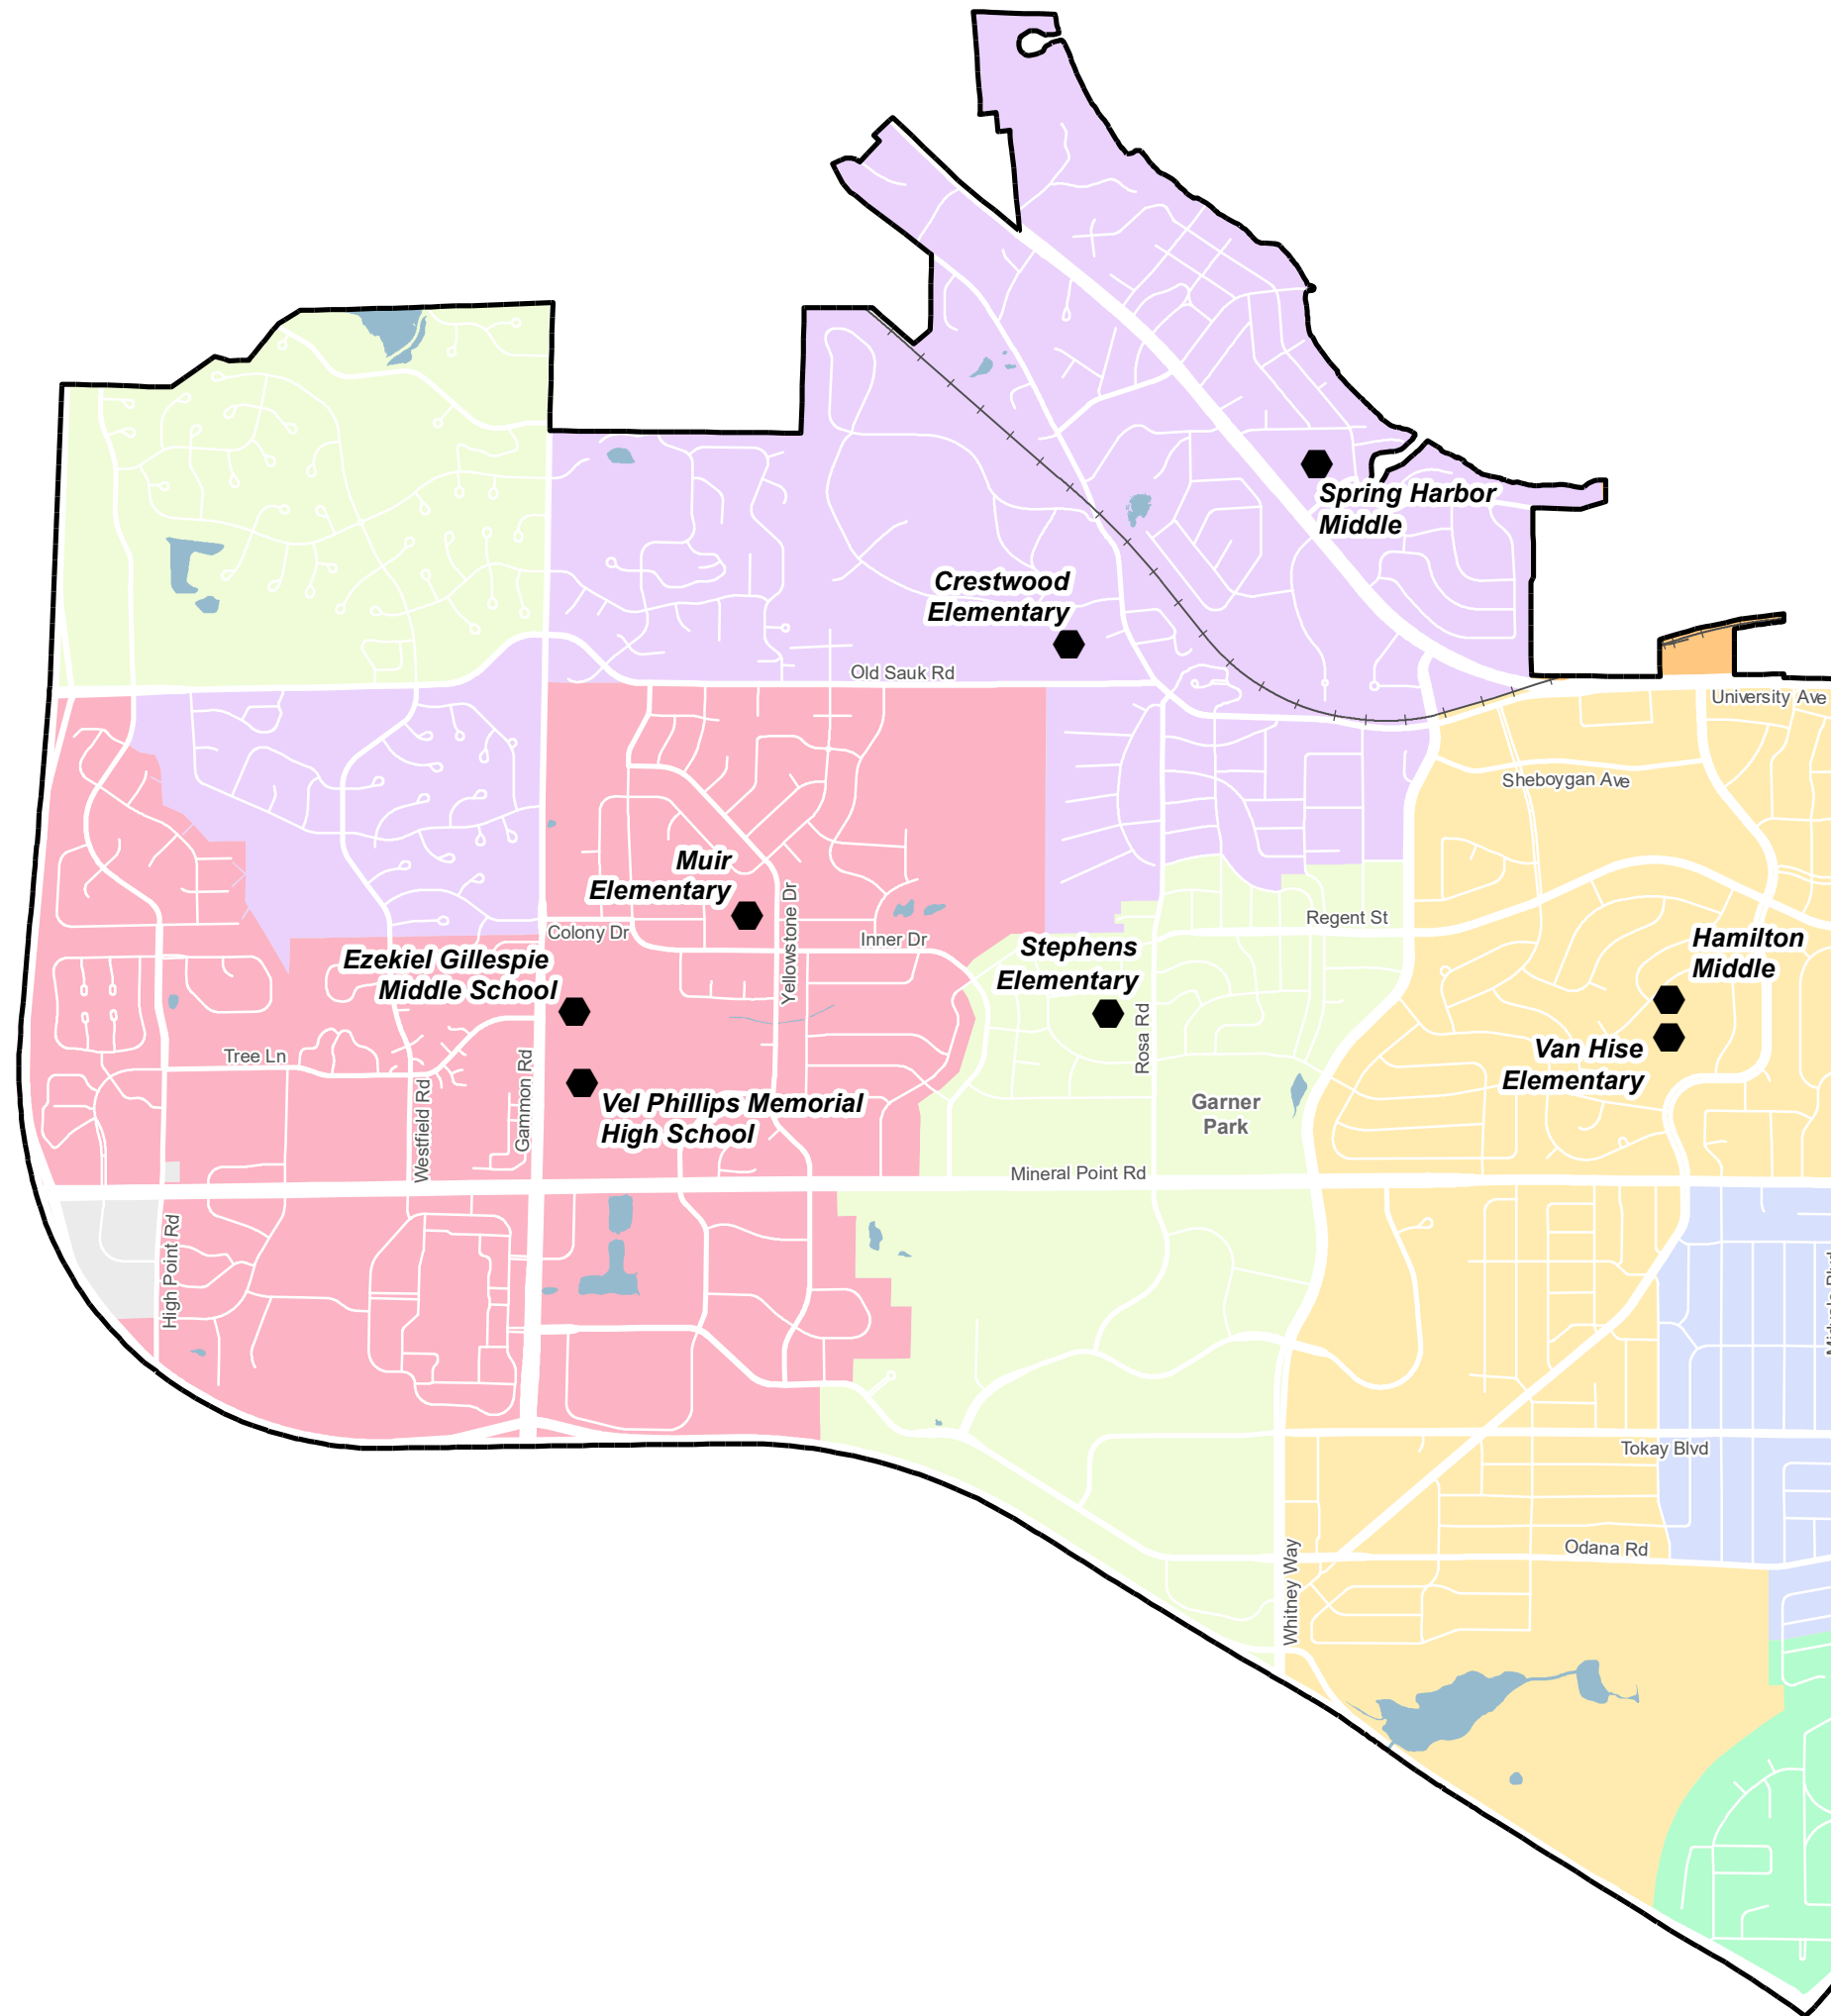 Spring Harbor
Middle
Crestwood
Elementary
Old Sauk Rd
University Ave
Sheboygan Ave
Muir
Elementary
Yellowstone Dr
Colony Dr
Inner Dr
Regent St
Stephens
Elementary
Hamilton
Middle
Ezekiel Gillespie
Middle School
Rosa Rd
Van Hise
Elementary
Tree Ln
Westfield Rd
Gammon Rd
Vel Phillips Memorial
High School
Garner
Park
Mineral Point Rd
High Point Rd
Tokay Blvd
Odana Rd
Whitney Way